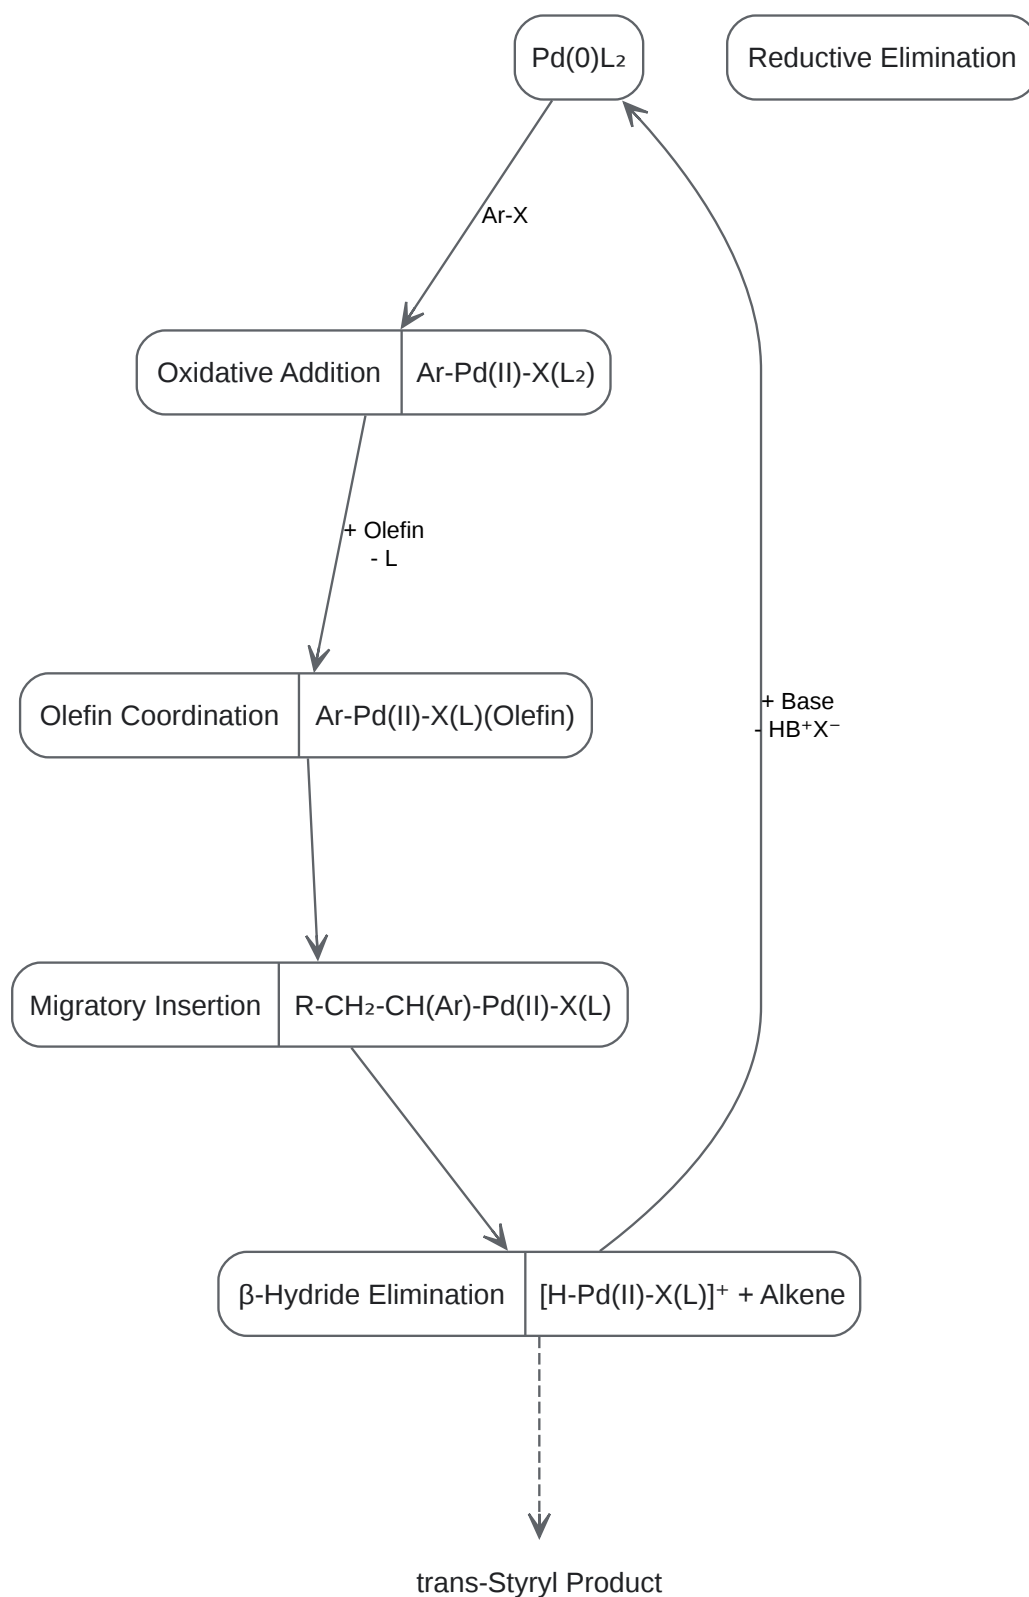 Pd(0)L₂
Reductive Elimination
Ar-X
Oxidative Addition
Ar-Pd(II)-X(L₂)
+ Olefin
- L
Olefin Coordination
Ar-Pd(II)-X(L)(Olefin)
+ Base
- HB⁺X⁻
Migratory Insertion
R-CH₂-CH(Ar)-Pd(II)-X(L)
β-Hydride Elimination
[H-Pd(II)-X(L)]⁺ + Alkene
trans-Styryl Product